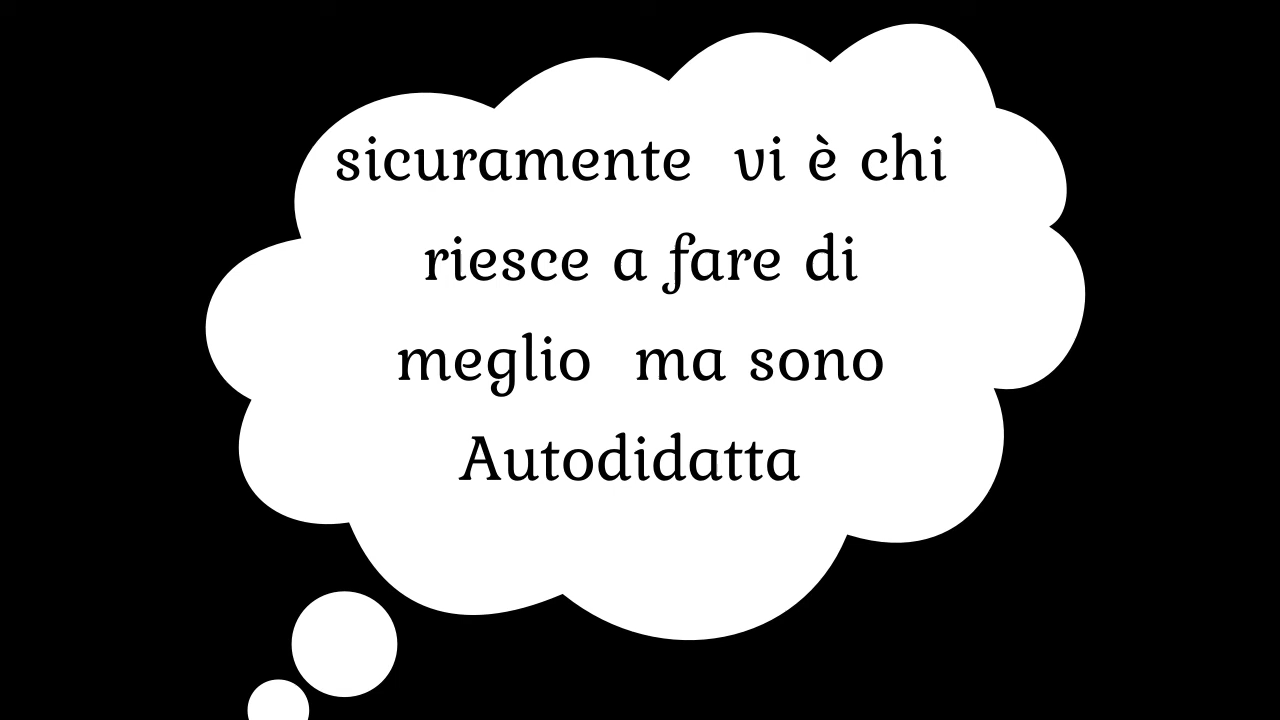 sicuramente  vi è chi
riesce a fare di
meglio  ma sono
Autodidatta